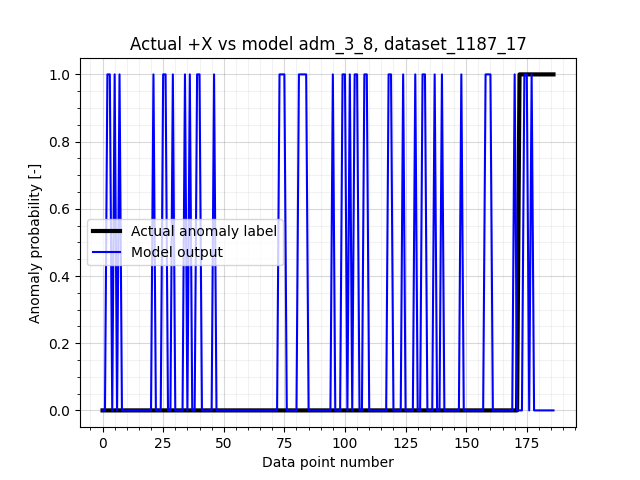 Actual +X vs model adm_3_8, dataset_1187_17
Anomaly probability [-]
1.0
0.8
0.6
0.4
0.2
0.0
Actual anomaly label
Model output
0 25 50 75 100 125 150 175
Data point number